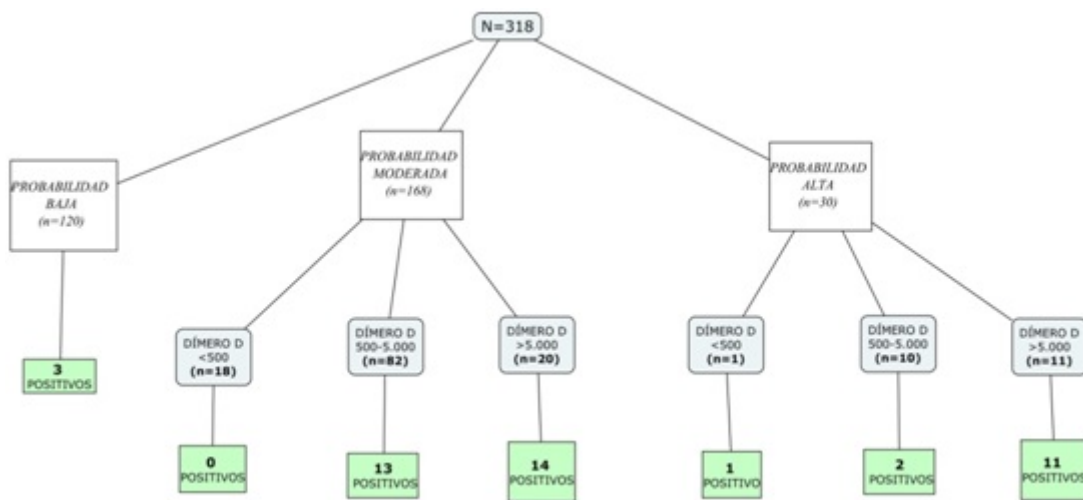 N=318
PROBABILIDAD
BAJA
(n=120)
PROBABILIDAD
MODERADA
(n=168)
PROBABILIDAD
ALTA
(n=30)
DÍMERO D
<500
(n=18)
DÍMERO D
500-5.000
(n=82)
DÍMERO D
>5.000
(n=20)
DÍMERO D
<500
(n=1)
DÍMERO D
500-5.000
(n=10)
DÍMERO D
>5.000
(n=11)
3
POSITIVOS
0
POSITIVOS
13
POSITIVOS
14
POSITIVOS
1
POSITIVO
2
POSITIVOS
11
POSITIVOS